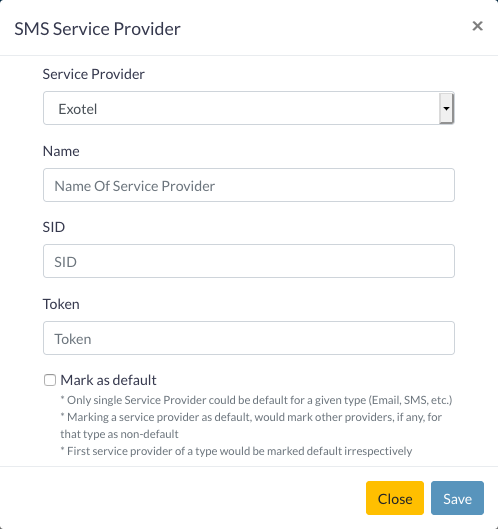 SMS Service Provider
×
Service Provider
Exotel
Name
Name Of Service Provider
SID
SID
Token
Token
Mark as default
* Only single Service Provider could be default for a given type (Email, SMS, etc.)
* Marking a service provider as default, would mark other providers, if any, for
that type as non-default
* First service provider of a type would be marked default irrespectively
Close
Save